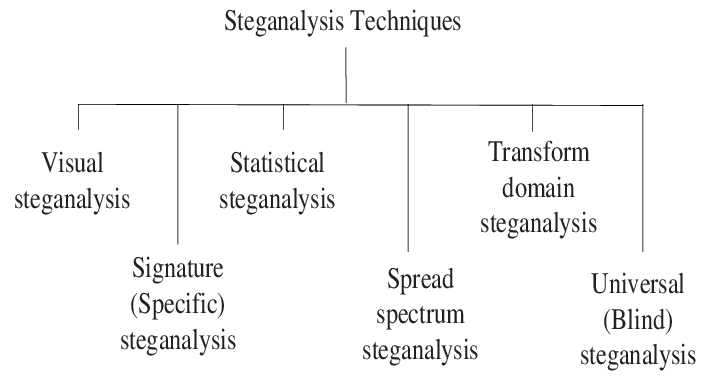 Steganalysis Techniques
Visual
steganalysis
Signature
(Specific)
steganalysis
Statistical
steganalysis
Spread
spectrum
steganalysis
Transform
domain
steganalysis
Universal
(Blind)
steganalysis